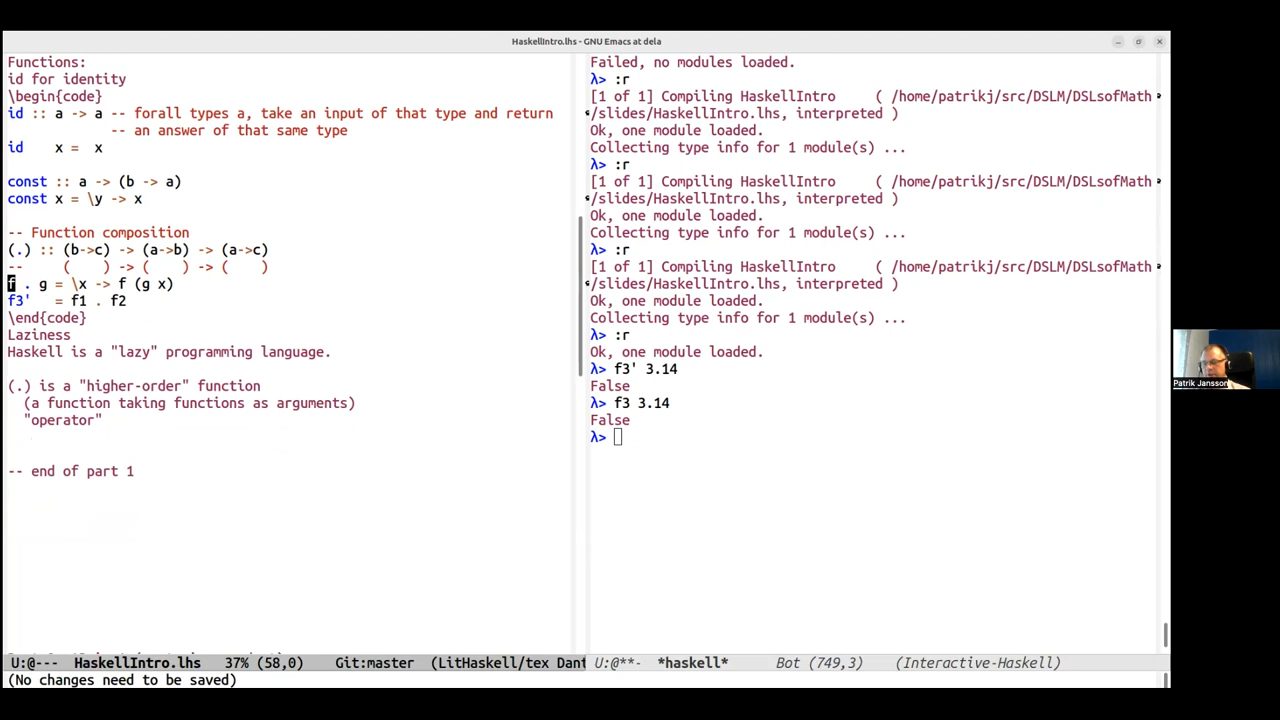 HaskellIntro.lhs - GNU Emacs at dela
Functions:
id for identity
\begin{code}
id :: a -> a -- forall types a, take an input of that type and return
             -- an answer of that same type
id    x =  x
const :: a -> (b -> a)
const x = \y -> x
-- Function composition
(.) :: (b->c) -> (a->b) -> (a->c)
--     (    ) -> (    ) -> (    )
f . g = \x -> f (g x)
f3'   = f1 . f2
\end{code}
Laziness
Haskell is a "lazy" programming language.
(.) is a "higher-order" function
  (a function taking functions as arguments)
  "operator"
-- end of part 1
U:@---  HaskellIntro.lhs   37% (58,0)    Git:master  (LitHaskell/tex Dant
(No changes need to be saved)
Failed, no modules loaded.
λ> :r
[1 of 1] Compiling HaskellIntro     ( /home/patrikj/src/DSLM/DSLsofMath
/slides/HaskellIntro.lhs, interpreted )
Ok, one module loaded.
Collecting type info for 1 module(s) ...
λ> :r
[1 of 1] Compiling HaskellIntro     ( /home/patrikj/src/DSLM/DSLsofMath
/slides/HaskellIntro.lhs, interpreted )
Ok, one module loaded.
Collecting type info for 1 module(s) ...
λ> :r
[1 of 1] Compiling HaskellIntro     ( /home/patrikj/src/DSLM/DSLsofMath
/slides/HaskellIntro.lhs, interpreted )
Ok, one module loaded.
Collecting type info for 1 module(s) ...
λ> :r
Ok, one module loaded.
λ> f3' 3.14
False
λ> f3 3.14
False
λ>
U:@**-  *haskell*      Bot (749,3)    (Interactive-Haskell)
Patrik Jansson